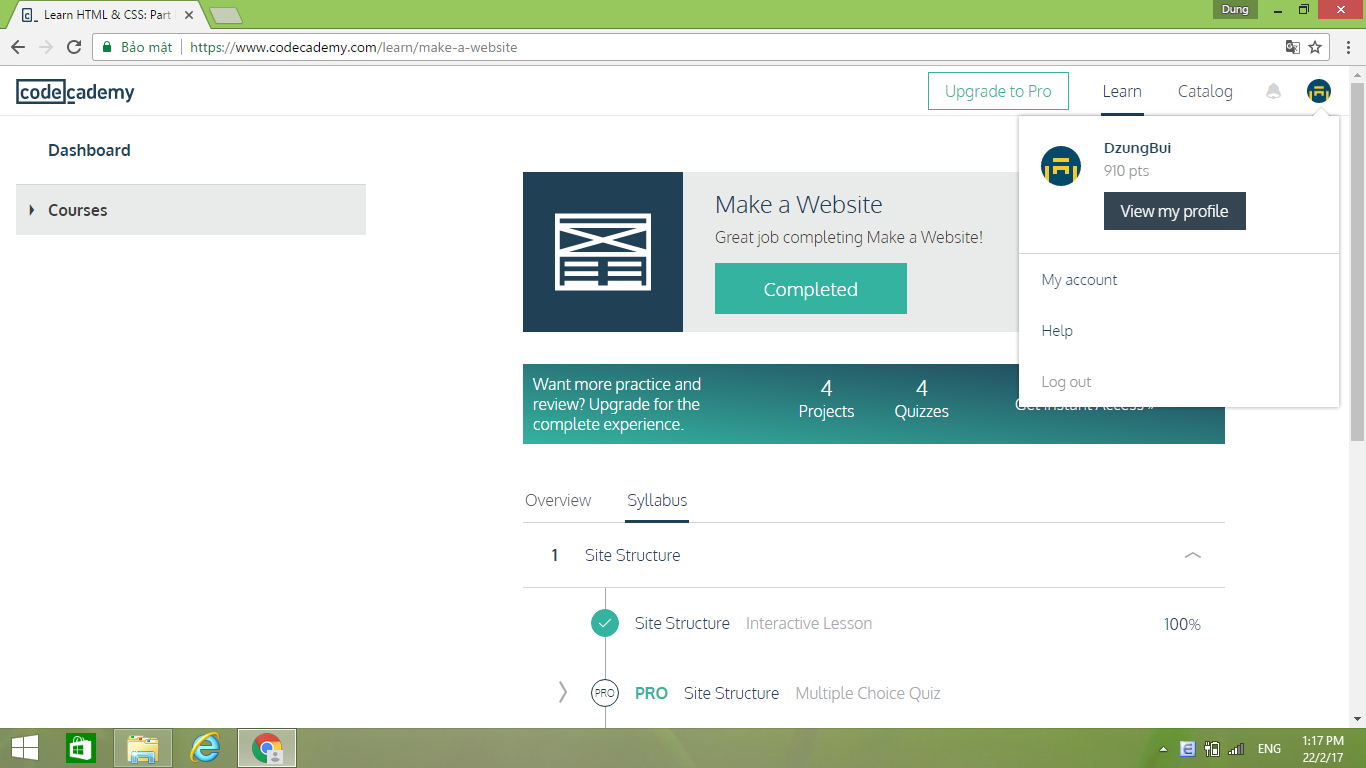 Learn HTML & CSS: Part
Dung
Bảo mật
https://www.codecademy.com/learn/make-a-website
codecademy
Upgrade to Pro
Learn
Catalog
Dashboard
Courses
DzungBui
910 pts
View my profile
My account
Help
Log out
Make a Website
Great job completing Make a Website!
Completed
Want more practice and
review? Upgrade for the
complete experience.
4
Projects
4
Quizzes
Get Instant Access »
Overview
Syllabus
1 Site Structure
Site Structure Interactive Lesson 100%
PRO PRO Site Structure Multiple Choice Quiz
ENG
1:17 PM
22/2/17